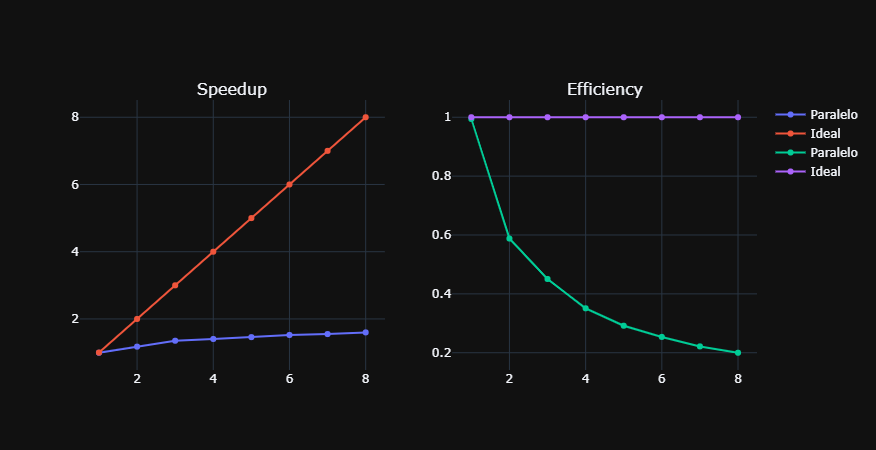 Speedup
8
6
4
2
2 4 6 8
Efficiency
1
0.8
0.6
0.4
0.2
2 4 6 8
Paralelo
Ideal
Paralelo
Ideal